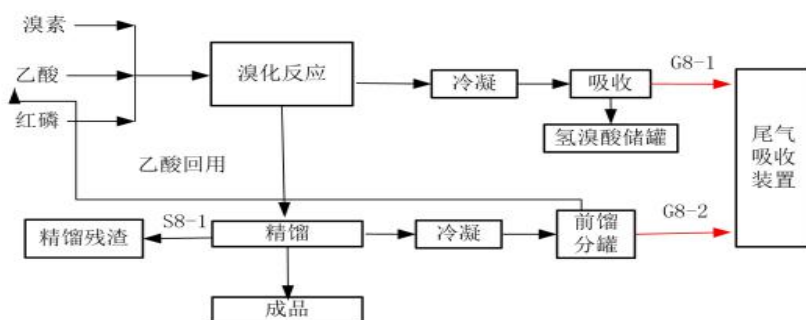 溴素
乙酸
红磷
溴化反应
冷凝
吸收
G8-1
氢溴酸储罐
尾气
吸收
装置
乙酸回用
精馏残渣
S8-1
精馏
冷凝
前馏
分罐
G8-2
成品